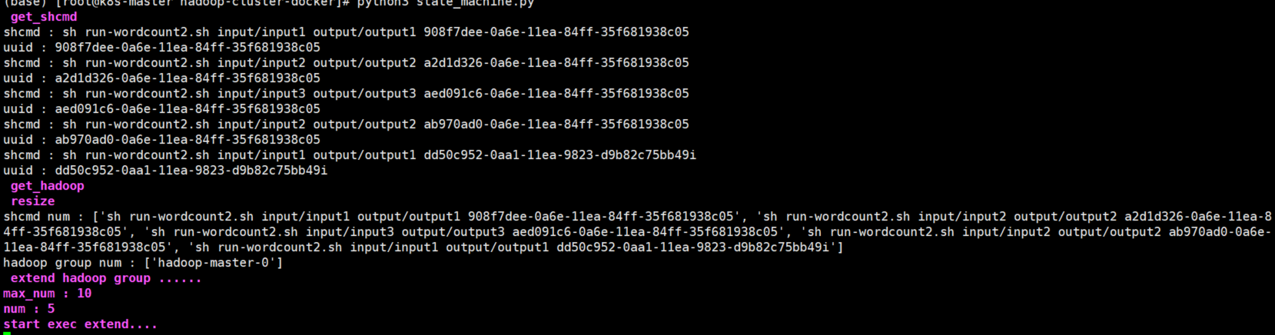 (base) [root@k8s-master hadoop-cluster-docker]# python3 state_machine.py
get_shcmd
shcmd : sh run-wordcount2.sh input/input1 output/output1 908f7dee-0a6e-11ea-84ff-35f681938c05
uuid : 908f7dee-0a6e-11ea-84ff-35f681938c05
shcmd : sh run-wordcount2.sh input/input2 output/output2 a2d1d326-0a6e-11ea-84ff-35f681938c05
uuid : a2d1d326-0a6e-11ea-84ff-35f681938c05
shcmd : sh run-wordcount2.sh input/input3 output/output3 aed091c6-0a6e-11ea-84ff-35f681938c05
uuid : aed091c6-0a6e-11ea-84ff-35f681938c05
shcmd : sh run-wordcount2.sh input/input2 output/output2 ab970ad0-0a6e-11ea-84ff-35f681938c05
uuid : ab970ad0-0a6e-11ea-84ff-35f681938c05
shcmd : sh run-wordcount2.sh input/input1 output/output1 dd50c952-0aa1-11ea-9823-d9b82c75bb49i
uuid : dd50c952-0aa1-11ea-9823-d9b82c75bb49i
get_hadoop
resize
shcmd num : ['sh run-wordcount2.sh input/input1 output/output1 908f7dee-0a6e-11ea-84ff-35f681938c05', 'sh run-wordcount2.sh input/input2 output/output2 a2d1d326-0a6e-11ea-8
4ff-35f681938c05', 'sh run-wordcount2.sh input/input3 output/output3 aed091c6-0a6e-11ea-84ff-35f681938c05', 'sh run-wordcount2.sh input/input2 output/output2 ab970ad0-0a6e-
11ea-84ff-35f681938c05', 'sh run-wordcount2.sh input/input1 output/output1 dd50c952-0aa1-11ea-9823-d9b82c75bb49i']
hadoop group num : ['hadoop-master-0']
extend hadoop group ......
max_num : 10
num : 5
start exec extend....